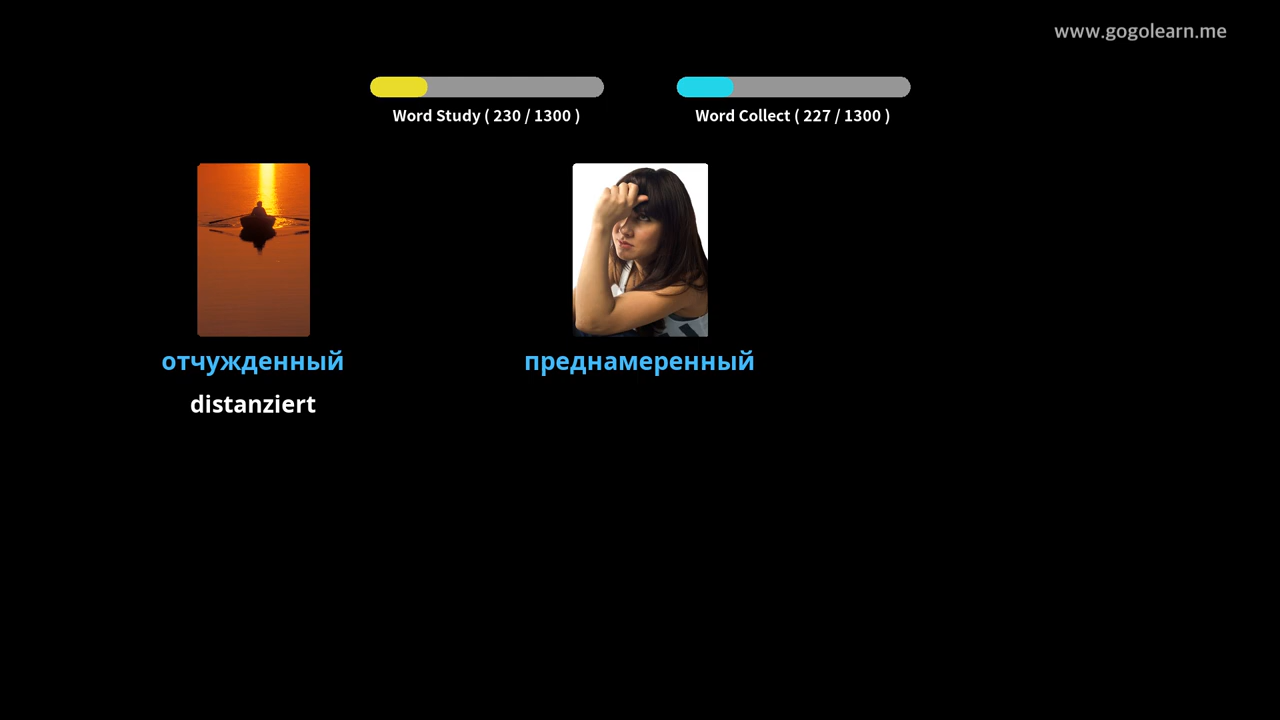 www.gogolearn.me
Word Study ( 230 / 1300 )
Word Collect ( 227 / 1300 )
отчужденный
преднамеренный
distanziert